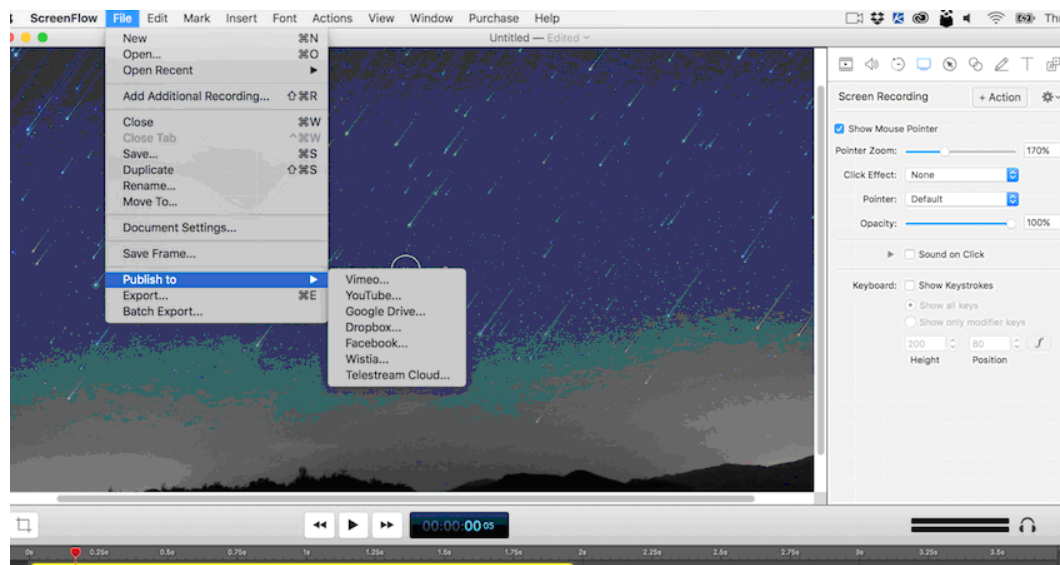 ScreenFlow File Edit Mark Insert Font Actions View Window Purchase Help
Untitled — Edited
New ⌘N
Open... ⌘O
Open Recent
Add Additional Recording... ⇧⌘R
Close ⌘W
Close Tab ^⌘W
Save... ⌘S
Duplicate ⇧⌘S
Rename...
Move To...
Document Settings...
Save Frame...
Publish to
Export... ⌘E
Batch Export...
Vimeo...
YouTube...
Google Drive...
Dropbox...
Facebook...
Wistia...
Telestream Cloud...
Screen Recording + Action
Show Mouse Pointer
Pointer Zoom: 170%
Click Effect: None
Pointer: Default
Opacity: 100%
Sound on Click
Keyboard: Show Keystrokes
Show all keys
Show only modifier keys
200 80
Height Position
00:00:00 05
0s 0.25s 0.5s 0.75s 1s 1.25s 1.5s 1.75s 2s 2.25s 2.5s 2.75s 3s 3.25s 3.5s